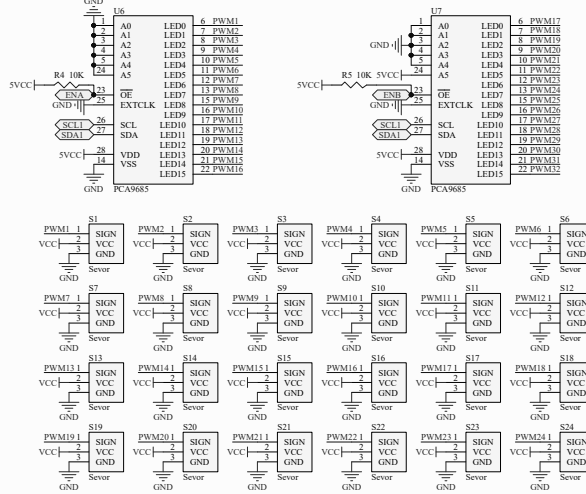 GND
U6
1 A0 LED0 6 PWM1
2 A1 LED1 7 PWM2
3 A2 LED2 8 PWM3
4 A3 LED3 9 PWM4
5 A4 LED4 10 PWM5
24 A5 LED5 11 PWM6
LED6 12 PWM7
R4 10K
5VCC
ENA 23 OE LED7 13 PWM8
GND 25 EXTCLK LED8 15 PWM9
LED9 16 PWM10
SCL1 26 SCL LED10 17 PWM11
SDA1 27 SDA LED11 18 PWM12
LED12 19 PWM13
5VCC 28 VDD LED13 20 PWM14
14 VSS LED14 21 PWM15
LED15 22 PWM16
GND
PCA9685
U7
1 A0 LED0 6 PWM17
2 A1 LED1 7 PWM18
GND 3 A2 LED2 8 PWM19
4 A3 LED3 9 PWM20
5 A4 LED4 10 PWM21
5VCC 24 A5 LED5 11 PWM22
LED6 12 PWM23
R5 10K
5VCC
ENB 23 OE LED7 13 PWM24
GND 25 EXTCLK LED8 15 PWM25
LED9 16 PWM26
SCL1 26 SCL LED10 17 PWM27
SDA1 27 SDA LED11 18 PWM28
LED12 19 PWM29
5VCC 28 VDD LED13 20 PWM30
14 VSS LED14 21 PWM31
LED15 22 PWM32
GND
PCA9685
S1 S2 S3 S4 S5 S6
PWM1 1 SIGN PWM2 1 SIGN PWM3 1 SIGN PWM4 1 SIGN PWM5 1 SIGN PWM6 1 SIGN
VCC 2 VCC VCC 2 VCC VCC 2 VCC VCC 2 VCC VCC 2 VCC VCC 2 VCC
3 GND 3 GND 3 GND 3 GND 3 GND 3 GND
Sevor Sevor Sevor Sevor Sevor Sevor
GND GND GND GND GND GND
S7 S8 S9 S10 S11 S12
PWM7 1 SIGN PWM8 1 SIGN PWM9 1 SIGN PWM10 1 SIGN PWM11 1 SIGN PWM12 1 SIGN
VCC 2 VCC VCC 2 VCC VCC 2 VCC VCC 2 VCC VCC 2 VCC VCC 2 VCC
3 GND 3 GND 3 GND 3 GND 3 GND 3 GND
Sevor Sevor Sevor Sevor Sevor Sevor
GND GND GND GND GND GND
S13 S14 S15 S16 S17 S18
PWM13 1 SIGN PWM14 1 SIGN PWM15 1 SIGN PWM16 1 SIGN PWM17 1 SIGN PWM18 1 SIGN
VCC 2 VCC VCC 2 VCC VCC 2 VCC VCC 2 VCC VCC 2 VCC VCC 2 VCC
3 GND 3 GND 3 GND 3 GND 3 GND 3 GND
Sevor Sevor Sevor Sevor Sevor Sevor
GND GND GND GND GND GND
S19 S20 S21 S22 S23 S24
PWM19 1 SIGN PWM20 1 SIGN PWM21 1 SIGN PWM22 1 SIGN PWM23 1 SIGN PWM24 1 SIGN
VCC 2 VCC VCC 2 VCC VCC 2 VCC VCC 2 VCC VCC 2 VCC VCC 2 VCC
3 GND 3 GND 3 GND 3 GND 3 GND 3 GND
Sevor Sevor Sevor Sevor Sevor Sevor
GND GND GND GND GND GND